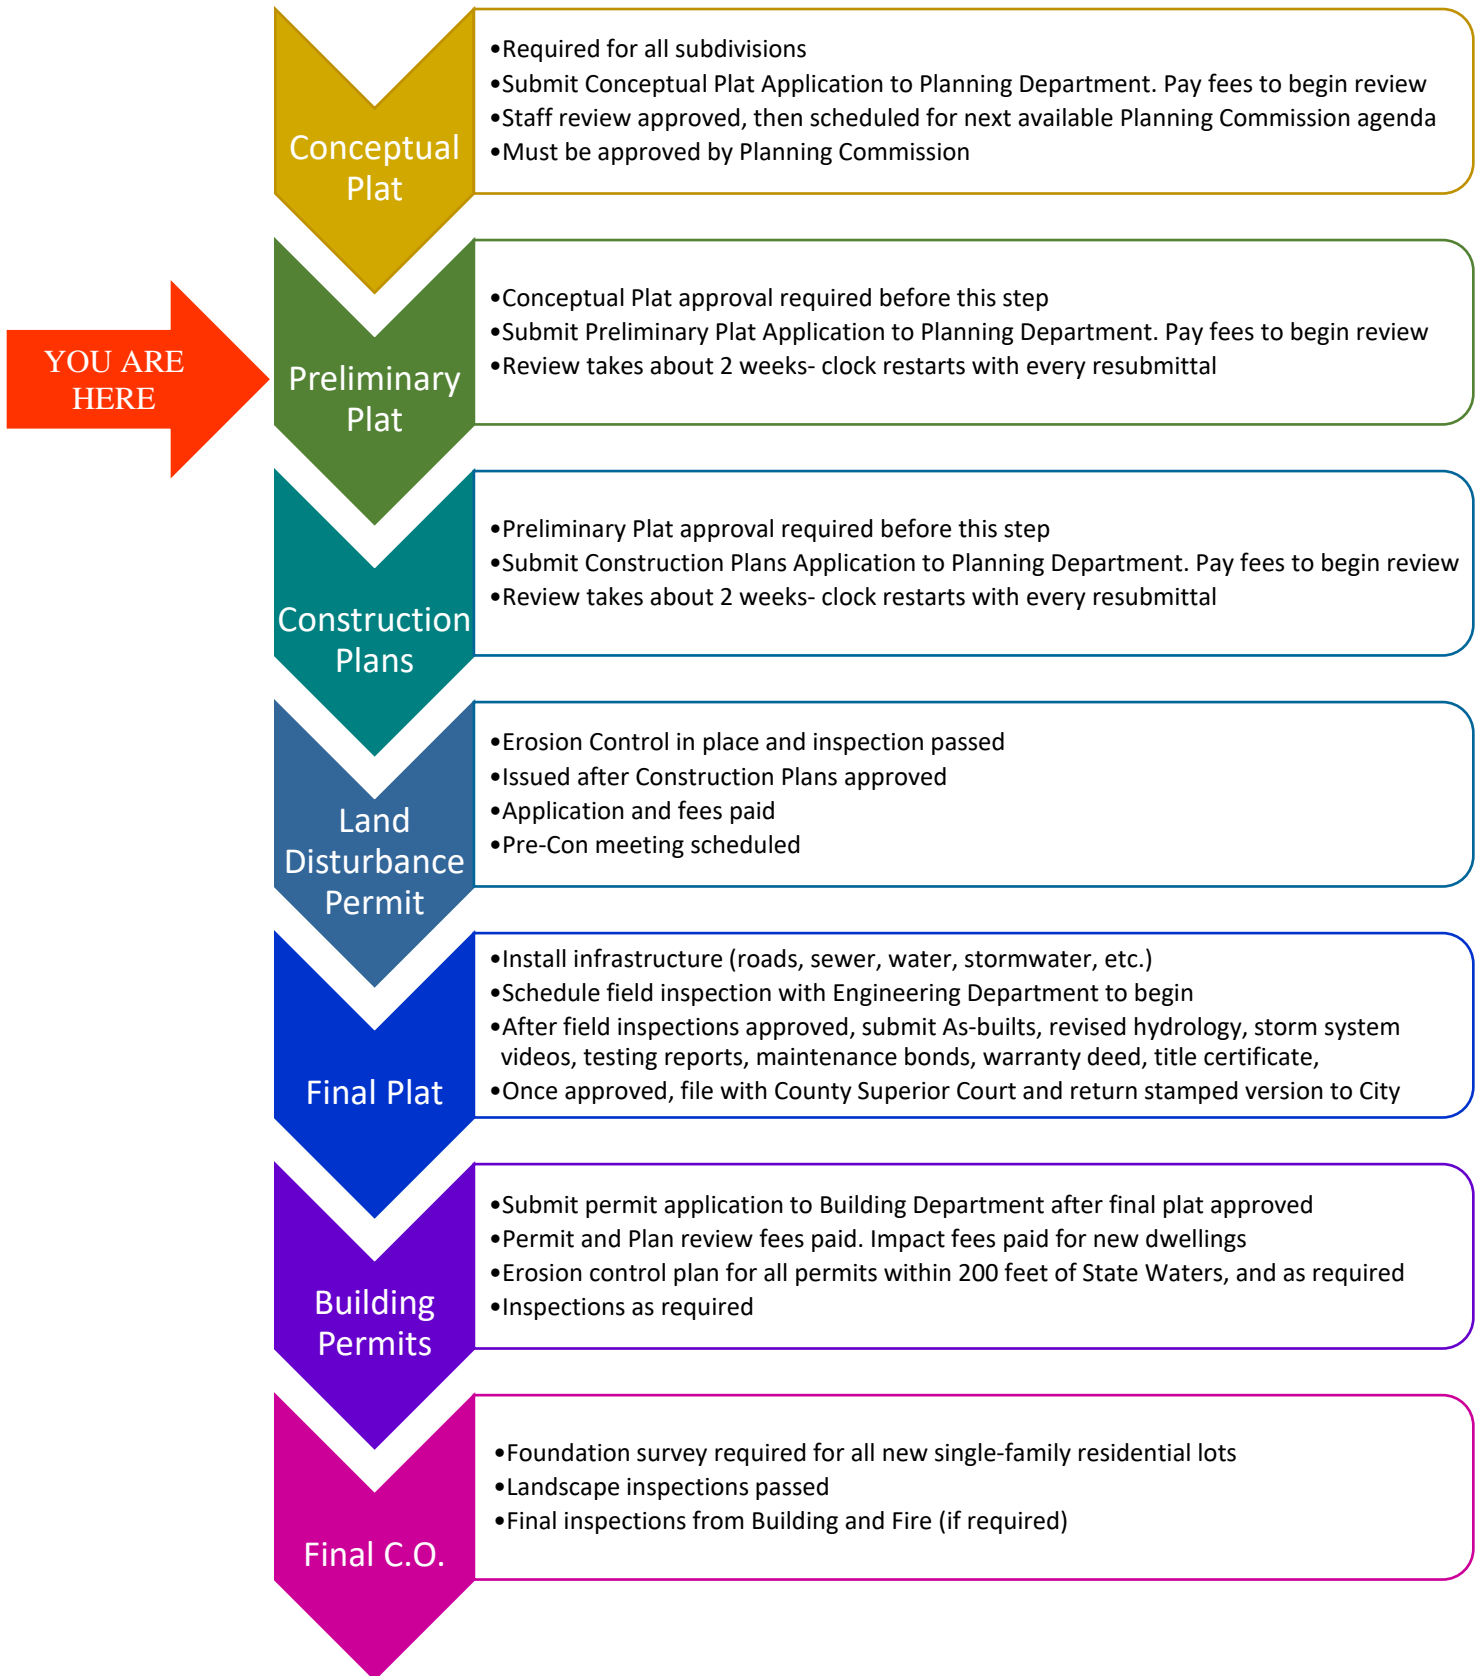 Conceptual
Plat
•Required for all subdivisions
•Submit Conceptual Plat Application to Planning Department. Pay fees to begin review
•Staff review approved, then scheduled for next available Planning Commission agenda
•Must be approved by Planning Commission
YOU ARE
HERE
Preliminary
Plat
•Conceptual Plat approval required before this step
•Submit Preliminary Plat Application to Planning Department. Pay fees to begin review
•Review takes about 2 weeks- clock restarts with every resubmittal
Construction
Plans
•Preliminary Plat approval required before this step
•Submit Construction Plans Application to Planning Department. Pay fees to begin review
•Review takes about 2 weeks- clock restarts with every resubmittal
Land
Disturbance
Permit
•Erosion Control in place and inspection passed
•Issued after Construction Plans approved
•Application and fees paid
•Pre-Con meeting scheduled
Final Plat
•Install infrastructure (roads, sewer, water, stormwater, etc.)
•Schedule field inspection with Engineering Department to begin
•After field inspections approved, submit As-builts, revised hydrology, storm system
videos, testing reports, maintenance bonds, warranty deed, title certificate,
•Once approved, file with County Superior Court and return stamped version to City
Building
Permits
•Submit permit application to Building Department after final plat approved
•Permit and Plan review fees paid. Impact fees paid for new dwellings
•Erosion control plan for all permits within 200 feet of State Waters, and as required
•Inspections as required
Final C.O.
•Foundation survey required for all new single-family residential lots
•Landscape inspections passed
•Final inspections from Building and Fire (if required)